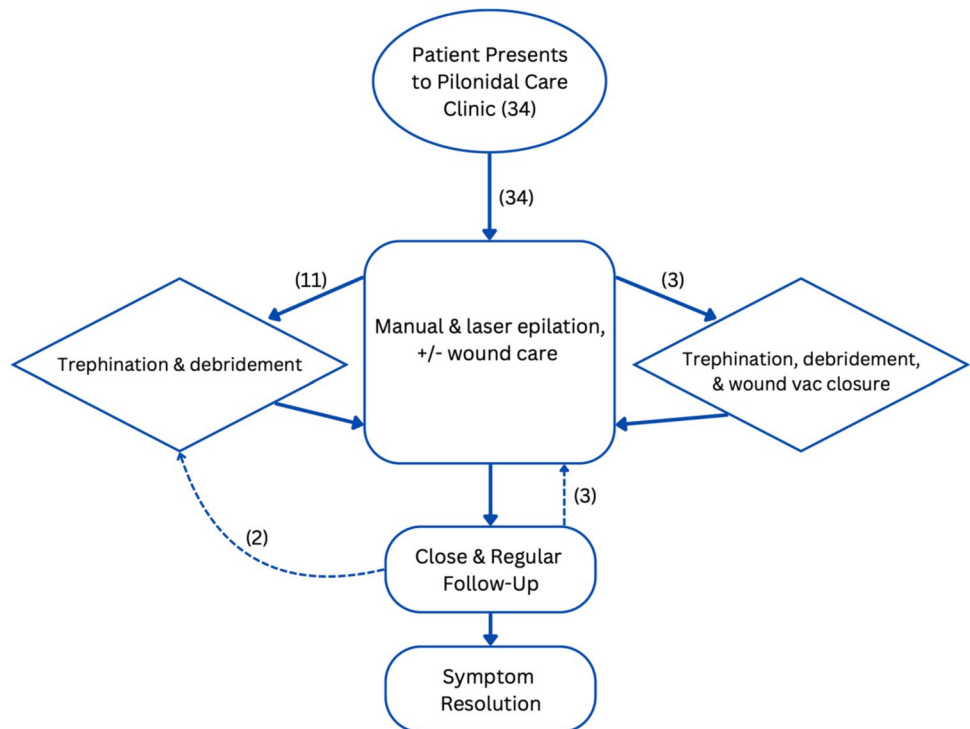 Patient Presents
to Pilonidal Care
Clinic (34)
(34)
(11)
(3)
Manual & laser epilation,
+/- wound care
Trephination & debridement
Trephination, debridement,
& wound vac closure
(3)
(2)
Close & Regular
Follow-Up
Symptom
Resolution